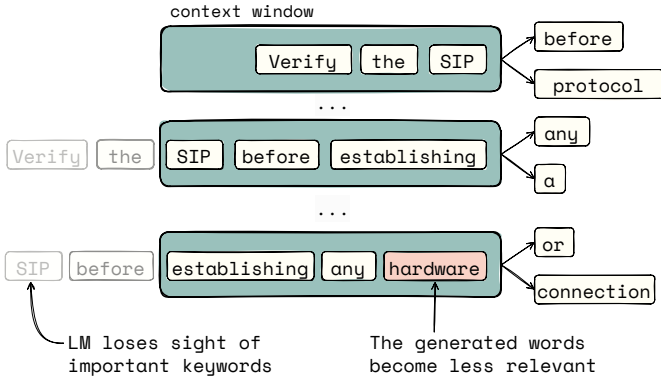 context window
Verify the SIP
before
protocol
...
Verify the SIP before establishing
any
a
...
SIP before establishing any hardware
or
connection
LM loses sight of
important keywords
The generated words
become less relevant